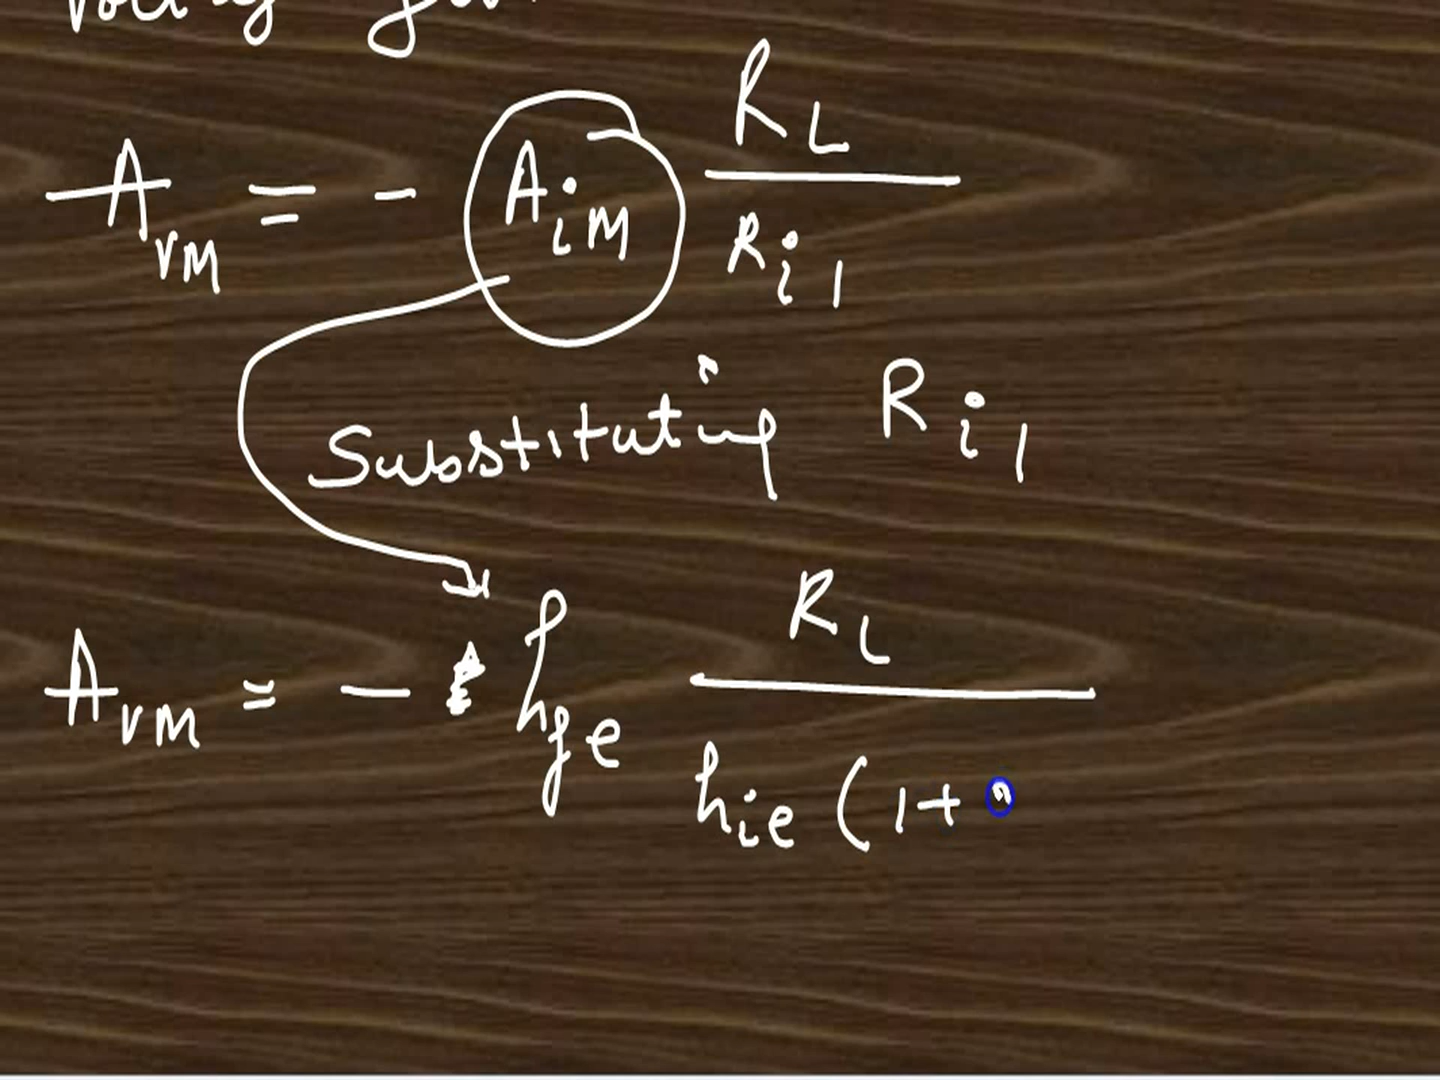 A_vm = - A_im R_L / R_i1
Substituting R_i1
A_vm = - h_fe R_L / h_ie (1 +